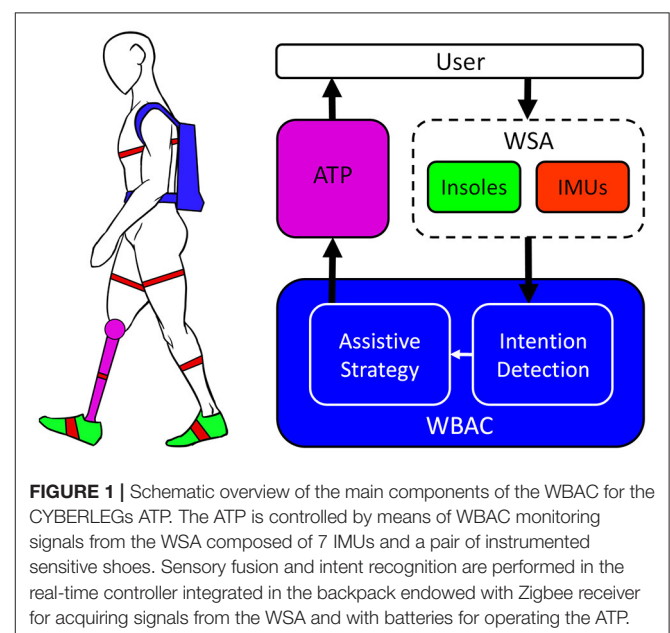 User
WSA
ATP
Insoles IMUs
Assistive Intention
Strategy Detection
WBAC
FIGURE 1 | Schematic overview of the main components of the WBAC for the
CYBERLEGs ATP. The ATP is controlled by means of WBAC monitoring
signals from the WSA composed of 7 IMUs and a pair of instrumented
sensitive shoes. Sensory fusion and intent recognition are performed in the
real-time controller integrated in the backpack endowed with Zigbee receiver
for acquiring signals from the WSA and with batteries for operating the ATP.